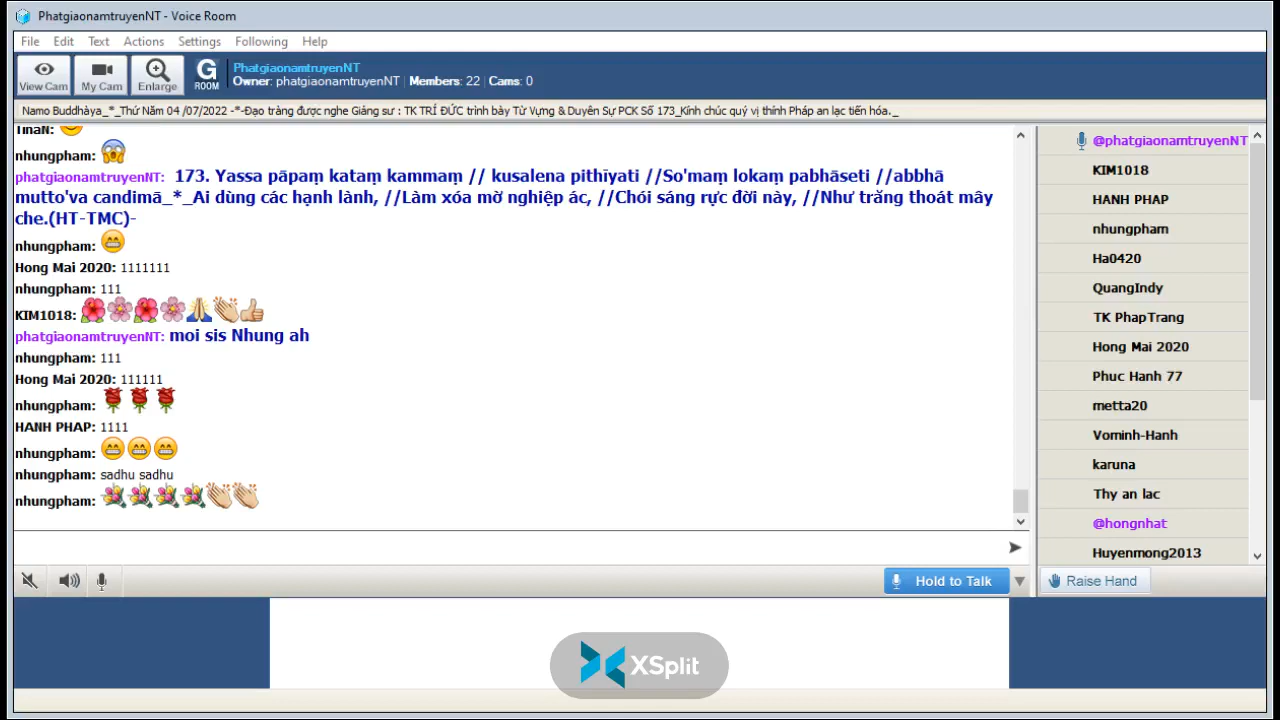 PhatgiaonamtruyenNT - Voice Room
File Edit Text Actions Settings Following Help
View Cam My Cam Enlarge G ROOM PhatgiaonamtruyenNT
Owner: phatgiaonamtruyenNT | Members: 22 | Cams: 0
Namo Buddhàya_*_Thứ Năm 04 /07/2022 -*-Đạo tràng được nghe Giảng sư : TK TRÍ ĐỨC trình bày Từ Vựng & Duyên Sự PCK Số 173_Kính chúc quý vị thính Pháp an lạc tiến hóa._
TinaN:
nhungpham:
phatgiaonamtruyenNT: 173. Yassa pāpaṃ kataṃ kammaṃ // kusalena pithīyati //So'maṃ lokaṃ pabhāseti //abbhā
mutto'va candimā_*_Ai dùng các hạnh lành, //Làm xóa mờ nghiệp ác, //Chói sáng rực đời này, //Như trăng thoát mây
che.(HT-TMC)-
nhungpham:
Hong Mai 2020: 1111111
nhungpham: 111
KIM1018:
phatgiaonamtruyenNT: moi sis Nhung ah
nhungpham: 111
Hong Mai 2020: 111111
nhungpham:
HANH PHAP: 1111
nhungpham:
nhungpham: sadhu sadhu
nhungpham:
@phatgiaonamtruyenNT
KIM1018
HANH PHAP
nhungpham
Ha0420
QuangIndy
TK PhapTrang
Hong Mai 2020
Phuc Hanh 77
metta20
Vominh-Hanh
karuna
Thy an lac
@hongnhat
Huyenmong2013
Hold to Talk
Raise Hand
XSplit